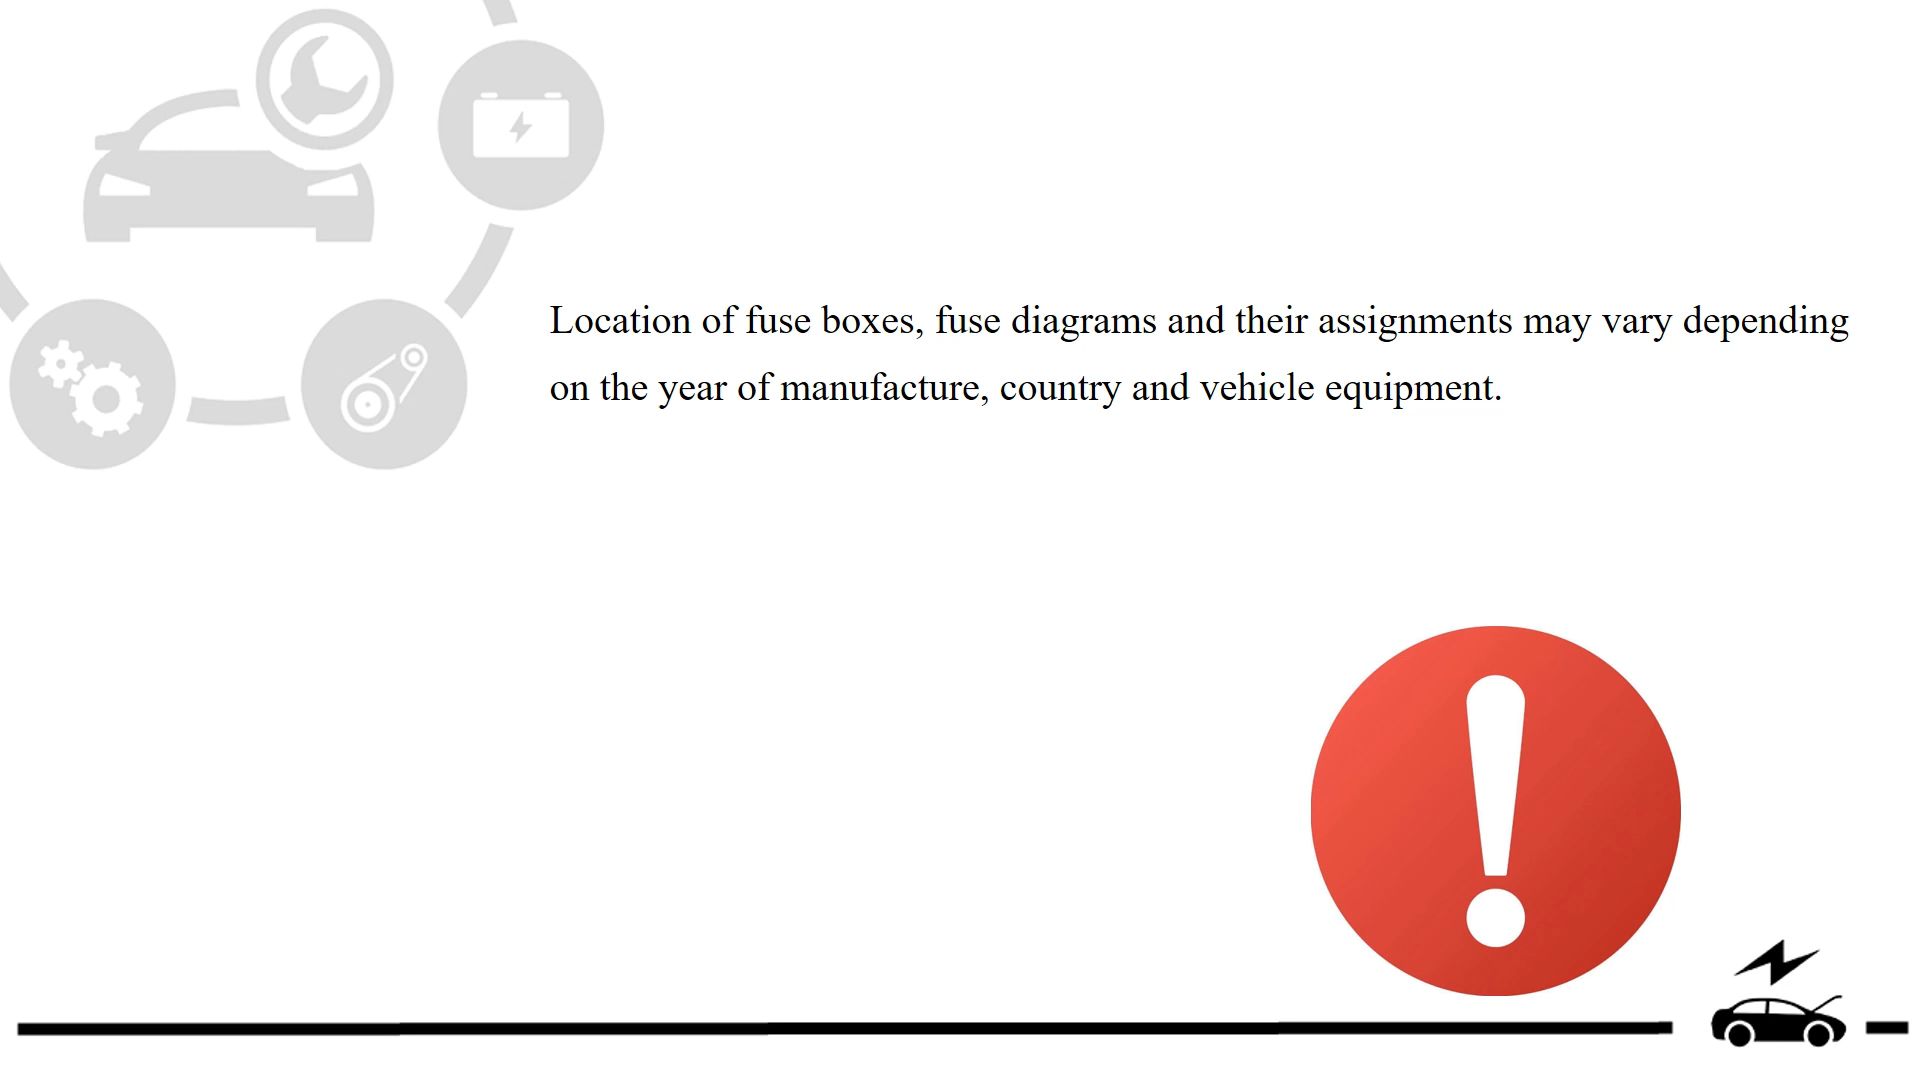 Location of fuse boxes, fuse diagrams and their assignments may vary depending
on the year of manufacture, country and vehicle equipment.